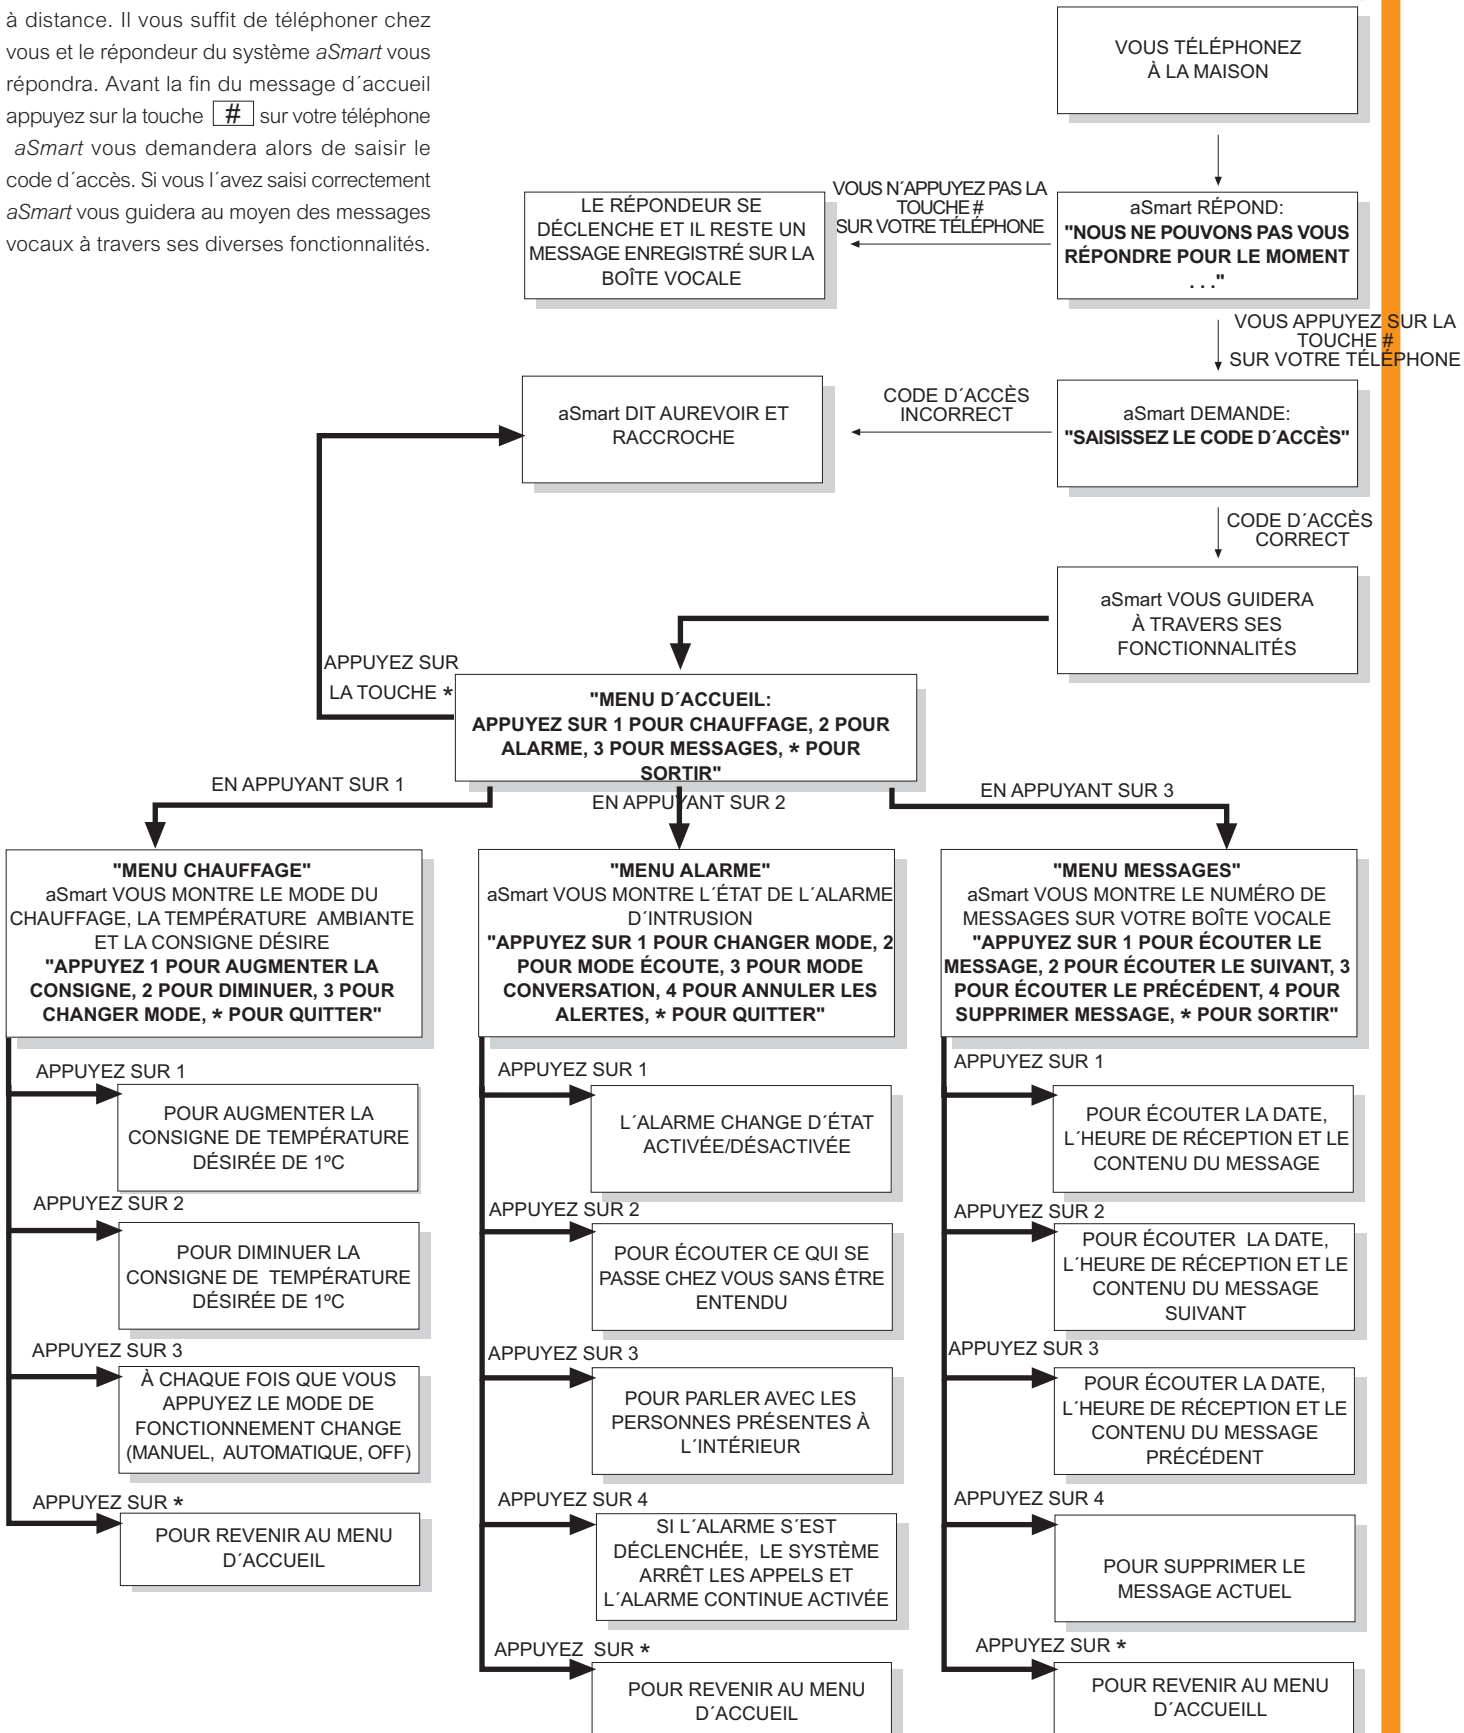 à distance. Il vous suffit de téléphoner chez
vous et le répondeur du système aSmart vous
répondra. Avant la fin du message d´accueil
appuyez sur la touche # sur votre téléphone
aSmart vous demandera alors de saisir le
code d´accès. Si vous l´avez saisi correctement
aSmart vous guidera au moyen des messages
vocaux à travers ses diverses fonctionnalités.
VOUS TÉLÉPHONEZ
À LA MAISON
aSmart RÉPOND:
"NOUS NE POUVONS PAS VOUS
RÉPONDRE POUR LE MOMENT
. . ."
VOUS N´APPUYEZ PAS LA
TOUCHE #
SUR VOTRE TÉLÉPHONE
LE RÉPONDEUR SE
DÉCLENCHE ET IL RESTE UN
MESSAGE ENREGISTRÉ SUR LA
BOÎTE VOCALE
VOUS APPUYEZ SUR LA
TOUCHE #
SUR VOTRE TÉLÉPHONE
aSmart DEMANDE:
"SAISISSEZ LE CODE D´ACCÈS"
CODE D´ACCÈS
INCORRECT
aSmart DIT AUREVOIR ET
RACCROCHE
CODE D´ACCÈS
CORRECT
aSmart VOUS GUIDERA
À TRAVERS SES
FONCTIONNALITÉS
APPUYEZ SUR
LA TOUCHE *
"MENU D´ACCUEIL:
APPUYEZ SUR 1 POUR CHAUFFAGE, 2 POUR
ALARME, 3 POUR MESSAGES, * POUR
SORTIR"
EN APPUYANT SUR 1
EN APPUYANT SUR 2
EN APPUYANT SUR 3
"MENU CHAUFFAGE"
aSmart VOUS MONTRE LE MODE DU
CHAUFFAGE, LA TEMPÉRATURE AMBIANTE
ET LA CONSIGNE DÉSIRE
"APPUYEZ 1 POUR AUGMENTER LA
CONSIGNE, 2 POUR DIMINUER, 3 POUR
CHANGER MODE, * POUR QUITTER"
APPUYEZ SUR 1
POUR AUGMENTER LA
CONSIGNE DE TEMPÉRATURE
DÉSIRÉE DE 1ºC
APPUYEZ SUR 2
POUR DIMINUER LA
CONSIGNE DE TEMPÉRATURE
DÉSIRÉE DE 1ºC
APPUYEZ SUR 3
À CHAQUE FOIS QUE VOUS
APPUYEZ LE MODE DE
FONCTIONNEMENT CHANGE
(MANUEL, AUTOMATIQUE, OFF)
APPUYEZ SUR *
POUR REVENIR AU MENU
D´ACCUEIL
"MENU ALARME"
aSmart VOUS MONTRE L´ÉTAT DE L´ALARME
D´INTRUSION
"APPUYEZ SUR 1 POUR CHANGER MODE, 2
POUR MODE ÉCOUTE, 3 POUR MODE
CONVERSATION, 4 POUR ANNULER LES
ALERTES, * POUR QUITTER"
APPUYEZ SUR 1
L´ALARME CHANGE D´ÉTAT
ACTIVÉE/DÉSACTIVÉE
APPUYEZ SUR 2
POUR ÉCOUTER CE QUI SE
PASSE CHEZ VOUS SANS ÊTRE
ENTENDU
APPUYEZ SUR 3
POUR PARLER AVEC LES
PERSONNES PRÉSENTES À
L´INTÉRIEUR
APPUYEZ SUR 4
SI L´ALARME S´EST
DÉCLENCHÉE, LE SYSTÈME
ARRÊT LES APPELS ET
L´ALARME CONTINUE ACTIVÉE
APPUYEZ SUR *
POUR REVENIR AU MENU
D´ACCUEIL
"MENU MESSAGES"
aSmart VOUS MONTRE LE NUMÉRO DE
MESSAGES SUR VOTRE BOÎTE VOCALE
"APPUYEZ SUR 1 POUR ÉCOUTER LE
MESSAGE, 2 POUR ÉCOUTER LE SUIVANT, 3
POUR ÉCOUTER LE PRÉCÉDENT, 4 POUR
SUPPRIMER MESSAGE, * POUR SORTIR"
APPUYEZ SUR 1
POUR ÉCOUTER LA DATE,
L´HEURE DE RÉCEPTION ET LE
CONTENU DU MESSAGE
APPUYEZ SUR 2
POUR ÉCOUTER LA DATE,
L´HEURE DE RÉCEPTION ET LE
CONTENU DU MESSAGE
SUIVANT
APPUYEZ SUR 3
POUR ÉCOUTER LA DATE,
L´HEURE DE RÉCEPTION ET LE
CONTENU DU MESSAGE
PRÉCÉDENT
APPUYEZ SUR 4
POUR SUPPRIMER LE
MESSAGE ACTUEL
APPUYEZ SUR *
POUR REVENIR AU MENU
D´ACCUEILL